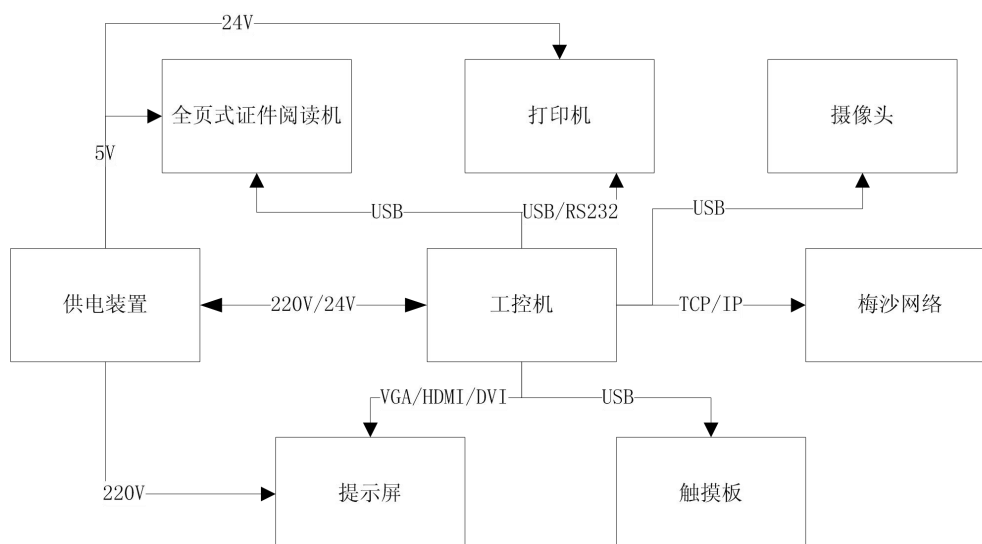 24V
全页式证件阅读机
打印机
摄像头
5V
USB
USB/RS232
USB
供电装置
220V/24V
工控机
TCP/IP
梅沙网络
VGA/HDMI/DVI
USB
220V
提示屏
触摸板